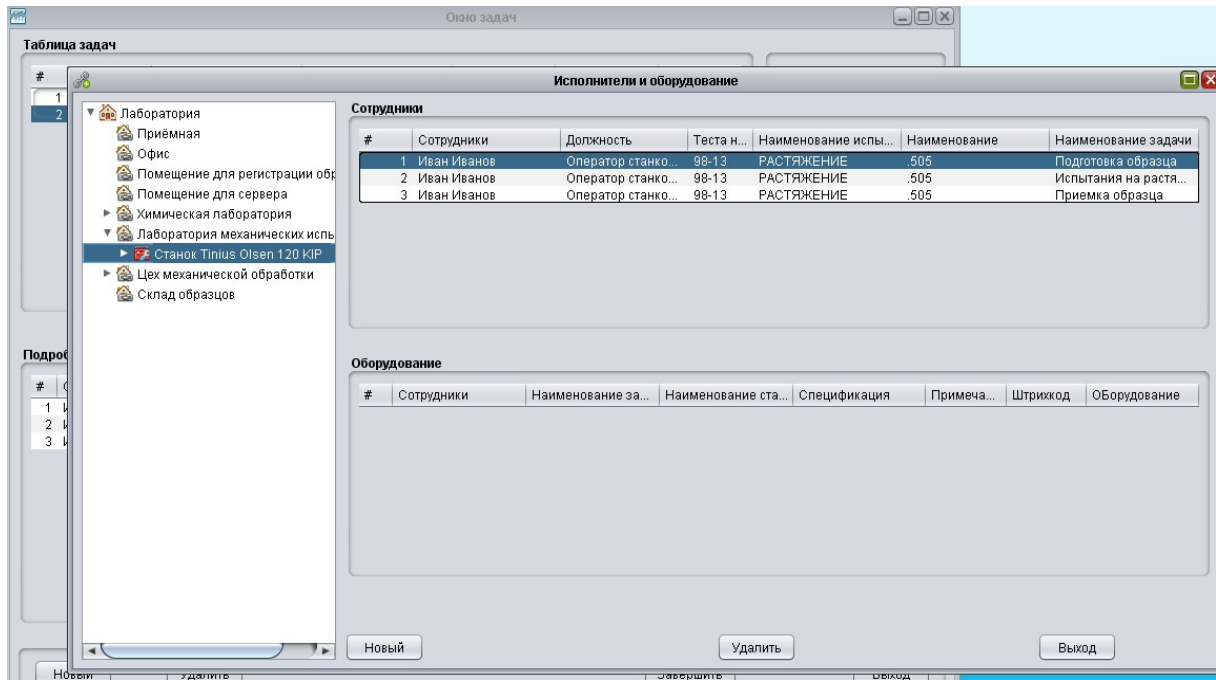 Окно задач
Таблица задач
#
1
2
Исполнители и оборудование
Лаборатория
Приёмная
Офис
Помещение для регистрации обр
Помещение для сервера
Химическая лаборатория
Лаборатория механических испь
Станок Tinius Olsen 120 KIP
Цех механической обработки
Склад образцов
Сотрудники
# Сотрудники Должность Теста н... Наименование испы... Наименование Наименование задачи
1 Иван Иванов Оператор станко... 98-13 РАСТЯЖЕНИЕ .505 Подготовка образца
2 Иван Иванов Оператор станко... 98-13 РАСТЯЖЕНИЕ .505 Испытания на растя...
3 Иван Иванов Оператор станко... 98-13 РАСТЯЖЕНИЕ .505 Приемка образца
Подроб
#
1
2
3
Оборудование
# Сотрудники Наименование за... Наименование ста... Спецификация Примеча... Штрихкод ОБорудование
Новый Удалить Выход
Новый Удалить Завершить Выход